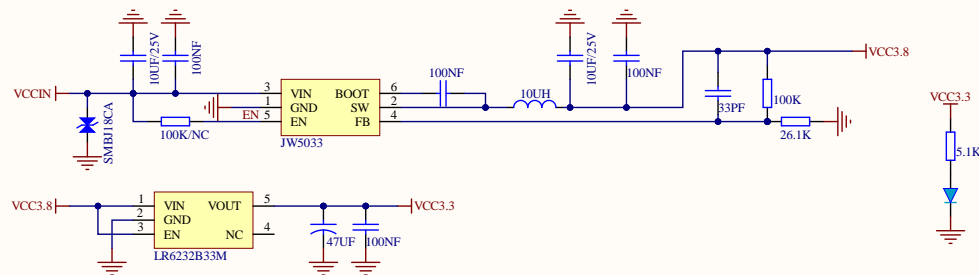 10UF/25V
100NF
10UF/25V
100NF
VCC3.8
VCCIN
100NF
10UH
3 VIN BOOT 6
1 GND SW 2
EN 5 EN FB 4
SMBJ18CA
100K/NC
JW5033
33PF
100K
26.1K
VCC3.3
5.1K
VCC3.8
1 VIN VOUT 5
2 GND
3 EN NC 4
VCC3.3
47UF
100NF
LR6232B33M